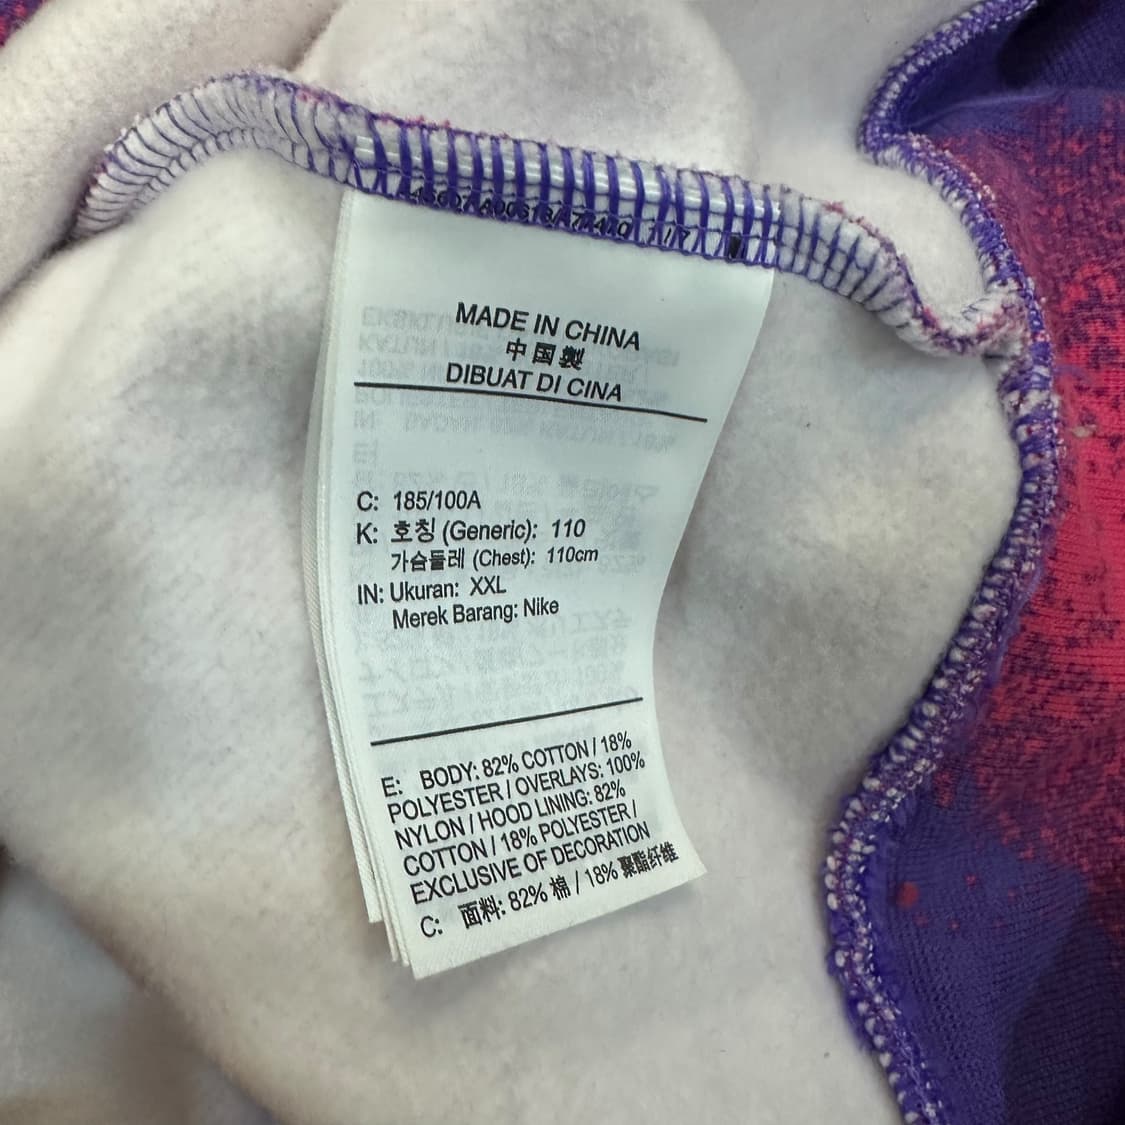 MADE IN CHINA
中国製
DIBUAT DI CINA
C: 185/100A
K: 호칭 (Generic): 110
가슴둘레 (Chest): 110cm
IN: Ukuran: XXL
Merek Barang: Nike
E: BODY: 82% COTTON / 18%
POLYESTER / OVERLAYS: 100%
NYLON / HOOD LINING: 82%
COTTON / 18% POLYESTER /
EXCLUSIVE OF DECORATION
C: 面料: 82% 棉 / 18% 聚酯纤维